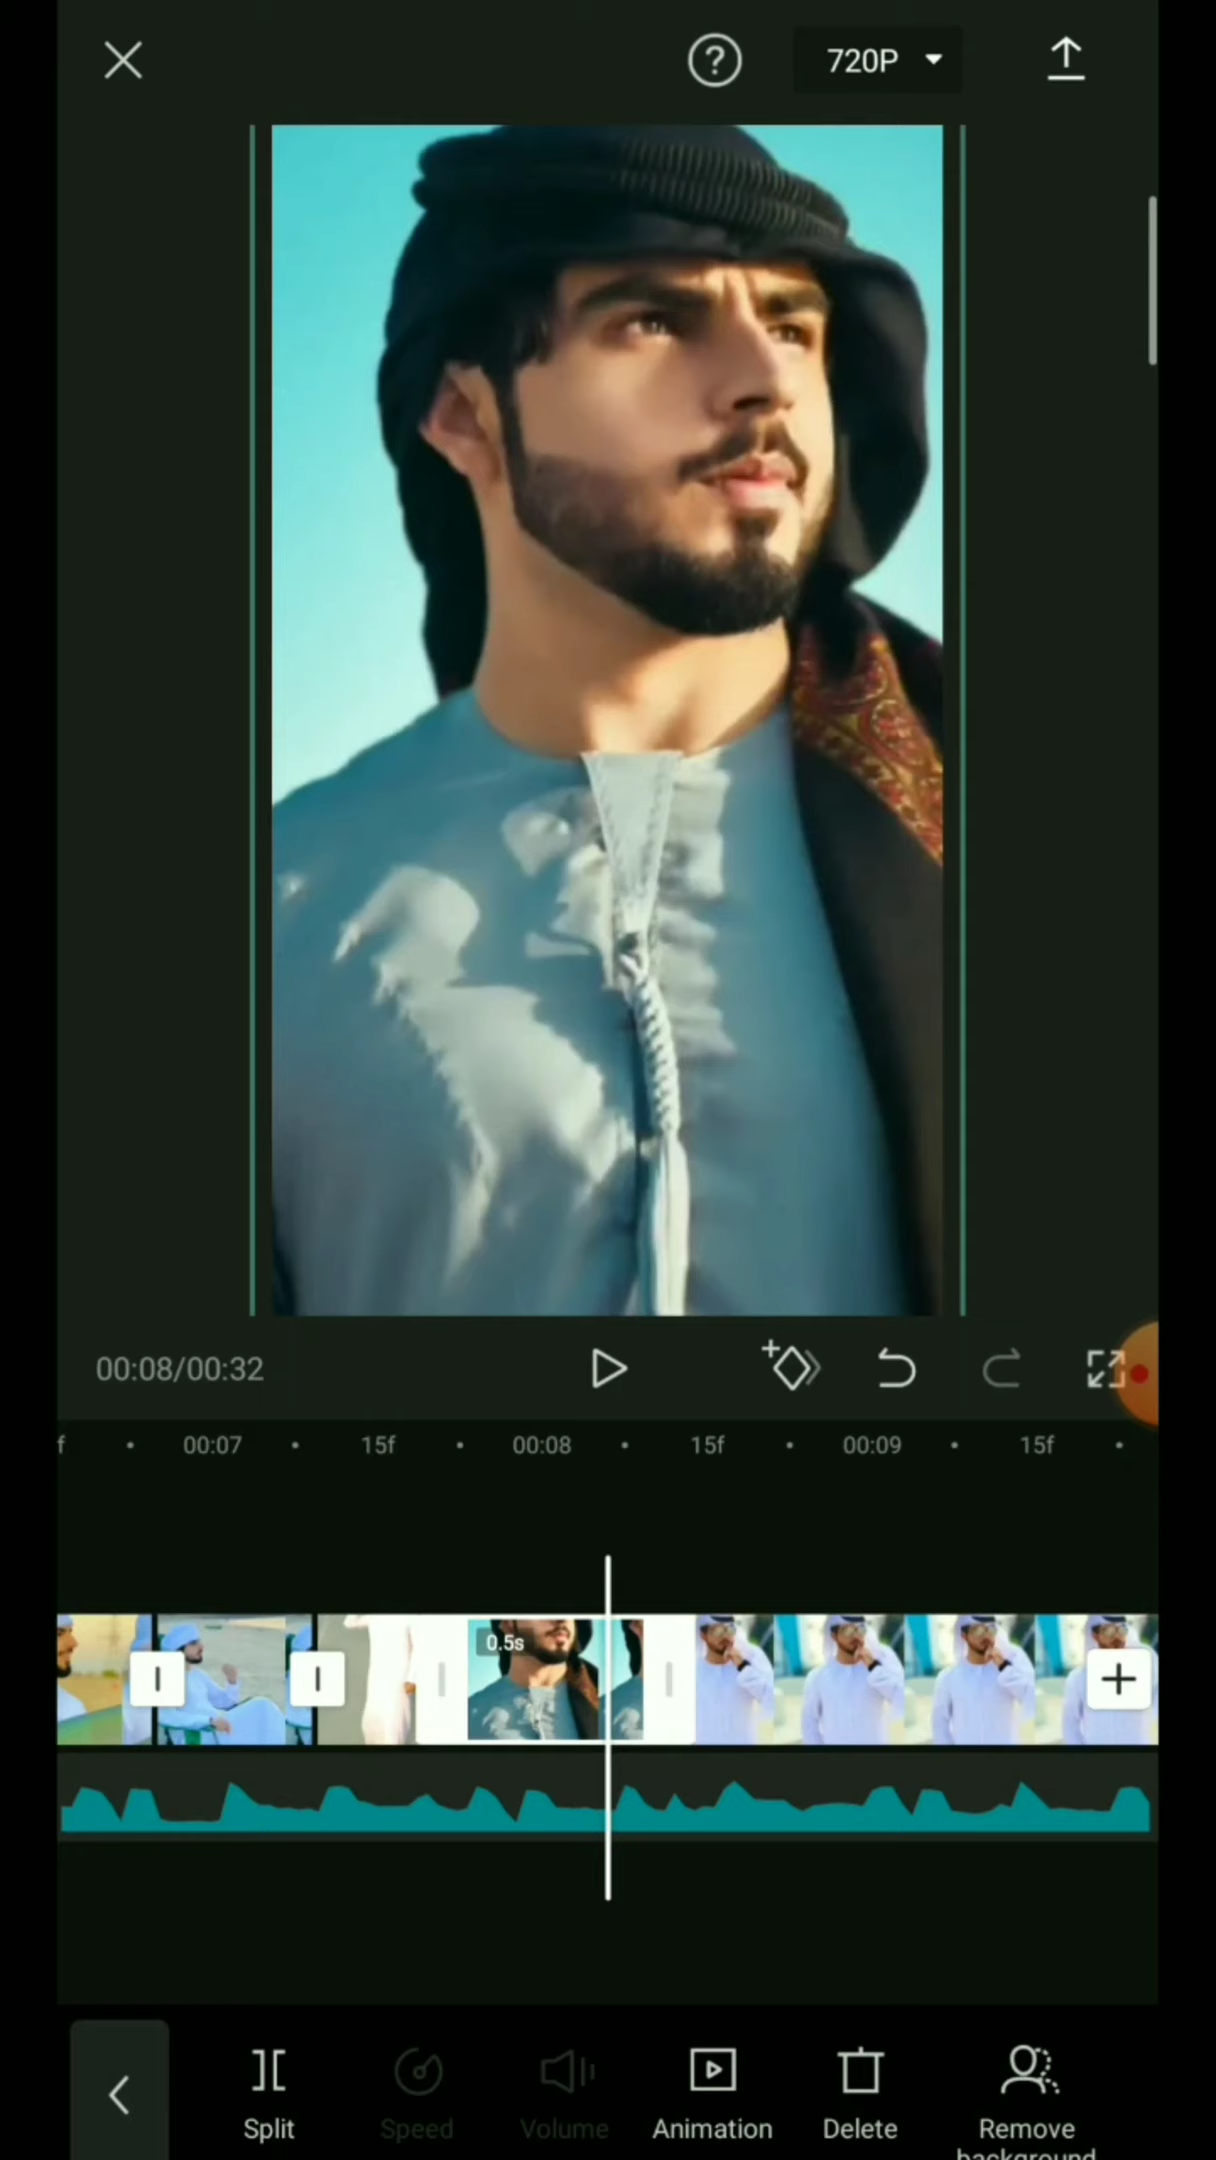 720P
00:08/00:32
f 00:07 15f 00:08 15f 00:09 15f
0.5s
Split Speed Volume Animation Delete Remove
background